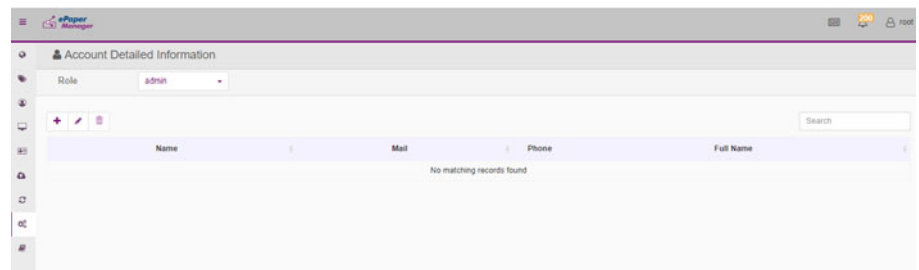 ePaper
Manager
200
root
Account Detailed Information
Role
admin
Search
Name
Mail
Phone
Full Name
No matching records found